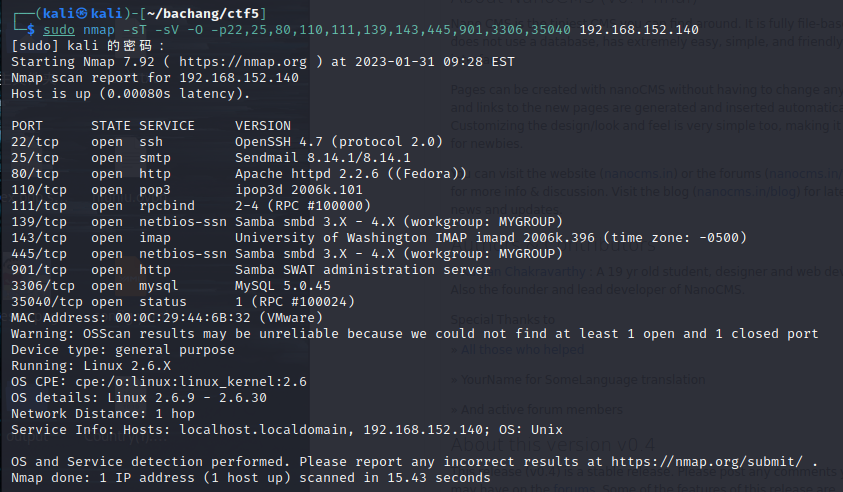 ┌──(kali㉿kali)-[~/bachang/ctf5]
└─$ sudo nmap -sT -sV -O -p22,25,80,110,111,139,143,445,901,3306,35040 192.168.152.140
[sudo] kali 的密码：
Starting Nmap 7.92 ( https://nmap.org ) at 2023-01-31 09:28 EST
Nmap scan report for 192.168.152.140
Host is up (0.00080s latency).

PORT      STATE SERVICE     VERSION
22/tcp    open  ssh         OpenSSH 4.7 (protocol 2.0)
25/tcp    open  smtp        Sendmail 8.14.1/8.14.1
80/tcp    open  http        Apache httpd 2.2.6 ((Fedora))
110/tcp   open  pop3        ipop3d 2006k.101
111/tcp   open  rpcbind     2-4 (RPC #100000)
139/tcp   open  netbios-ssn Samba smbd 3.X - 4.X (workgroup: MYGROUP)
143/tcp   open  imap        University of Washington IMAP imapd 2006k.396 (time zone: -0500)
445/tcp   open  netbios-ssn Samba smbd 3.X - 4.X (workgroup: MYGROUP)
901/tcp   open  http        Samba SWAT administration server
3306/tcp  open  mysql       MySQL 5.0.45
35040/tcp open  status      1 (RPC #100024)
MAC Address: 00:0C:29:44:6B:32 (VMware)
Warning: OSScan results may be unreliable because we could not find at least 1 open and 1 closed port
Device type: general purpose
Running: Linux 2.6.X
OS CPE: cpe:/o:linux:linux_kernel:2.6
OS details: Linux 2.6.9 - 2.6.30
Network Distance: 1 hop
Service Info: Hosts: localhost.localdomain, 192.168.152.140; OS: Unix

OS and Service detection performed. Please report any incorrect results at https://nmap.org/submit/ .
Nmap done: 1 IP address (1 host up) scanned in 15.43 seconds